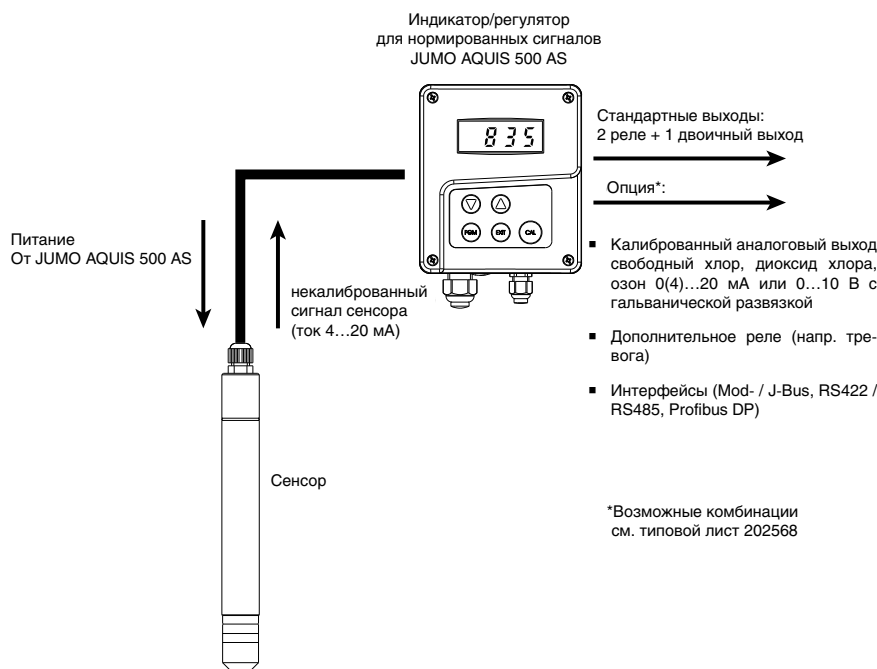 Индикатор/регулятор
для нормированных сигналов
JUMO AQUIS 500 AS
835
PGM EXIT CAL
Стандартные выходы:
2 реле + 1 двоичный выход
Опция*:
Питание
От JUMO AQUIS 500 AS
некалиброванный
сигнал сенсора
(ток 4...20 мА)
▪ Калиброванный аналоговый выход
свободный хлор, диоксид хлора,
озон 0(4)...20 мА или 0...10 В с
гальванической развязкой
▪ Дополнительное реле (напр. тре-
вога)
▪ Интерфейсы (Mod- / J-Bus, RS422 /
RS485, Profibus DP)
Сенсор
*Возможные комбинации
см. типовой лист 202568